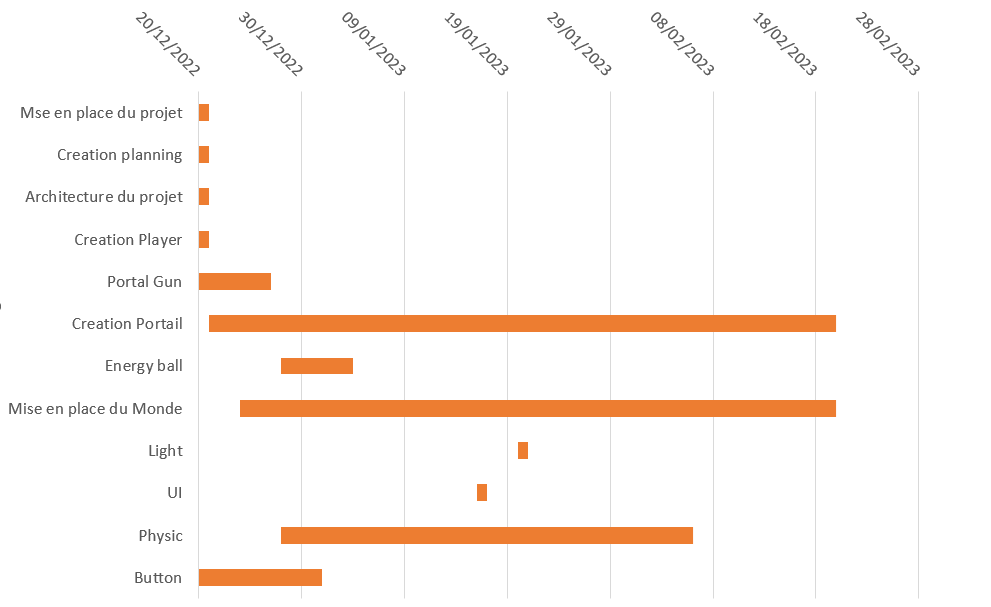 20/12/2022
30/12/2022
09/01/2023
19/01/2023
29/01/2023
08/02/2023
18/02/2023
28/02/2023
Mse en place du projet
Creation planning
Architecture du projet
Creation Player
Portal Gun
Creation Portail
Energy ball
Mise en place du Monde
Light
UI
Physic
Button